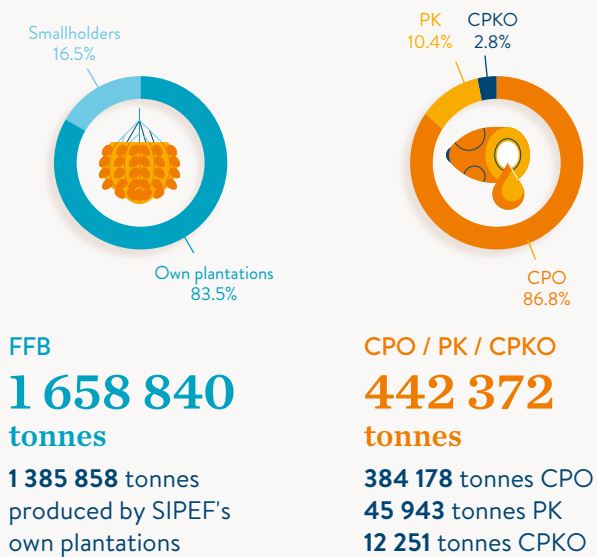 Smallholders
16.5%
Own plantations
83.5%
FFB
1 658 840
tonnes
1 385 858 tonnes
produced by SIPEF's
own plantations
PK
10.4%
CPKO
2.8%
CPO
86.8%
CPO / PK / CPKO
442 372
tonnes
384 178 tonnes CPO
45 943 tonnes PK
12 251 tonnes CPKO